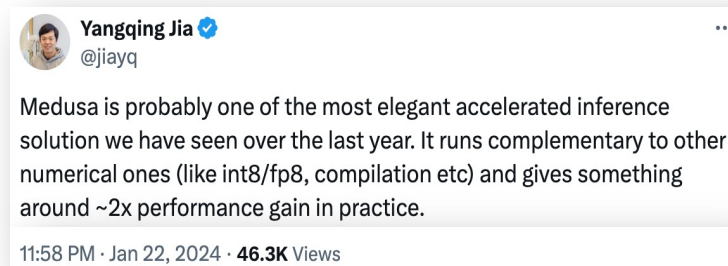 Yangqing Jia
@jiayq
Medusa is probably one of the most elegant accelerated inference
solution we have seen over the last year. It runs complementary to other
numerical ones (like int8/fp8, compilation etc) and gives something
around ~2x performance gain in practice.
11:58 PM · Jan 22, 2024 · 46.3K Views